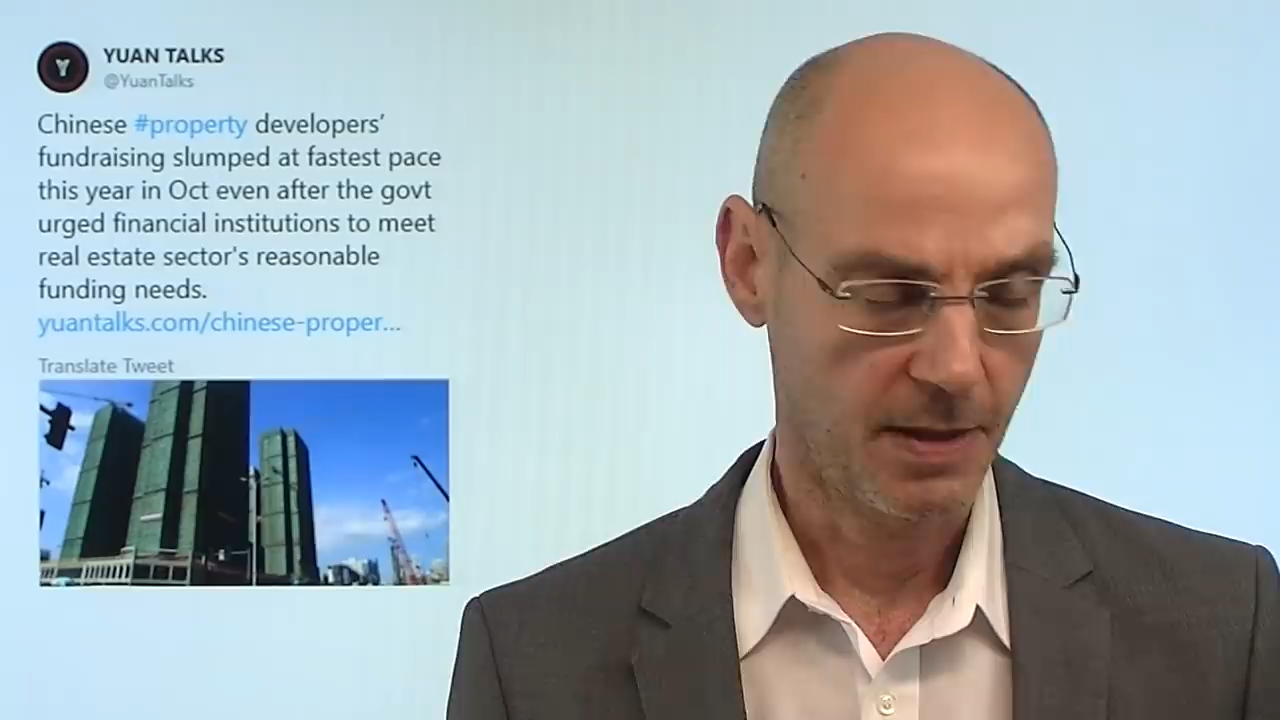 YUAN TALKS
@YuanTalks
Chinese #property developers’
fundraising slumped at fastest pace
this year in Oct even after the govt
urged financial institutions to meet
real estate sector's reasonable
funding needs.
yuantalks.com/chinese-proper...
Translate Tweet